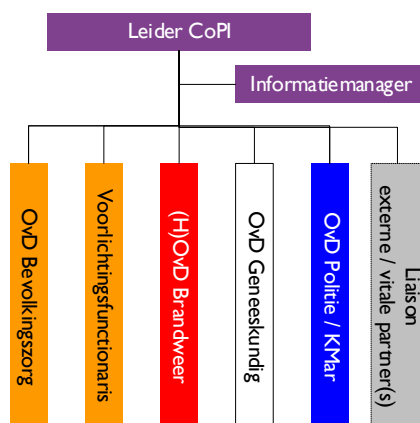 Leider CoPI
Informatiemanager
OvD Bevolkingszorg
Voorlichtingsfunctionaris
(H)OvD Brandweer
OvD Geneeskundig
OvD Politie / KMar
Liaison
externe / vitale partner(s)